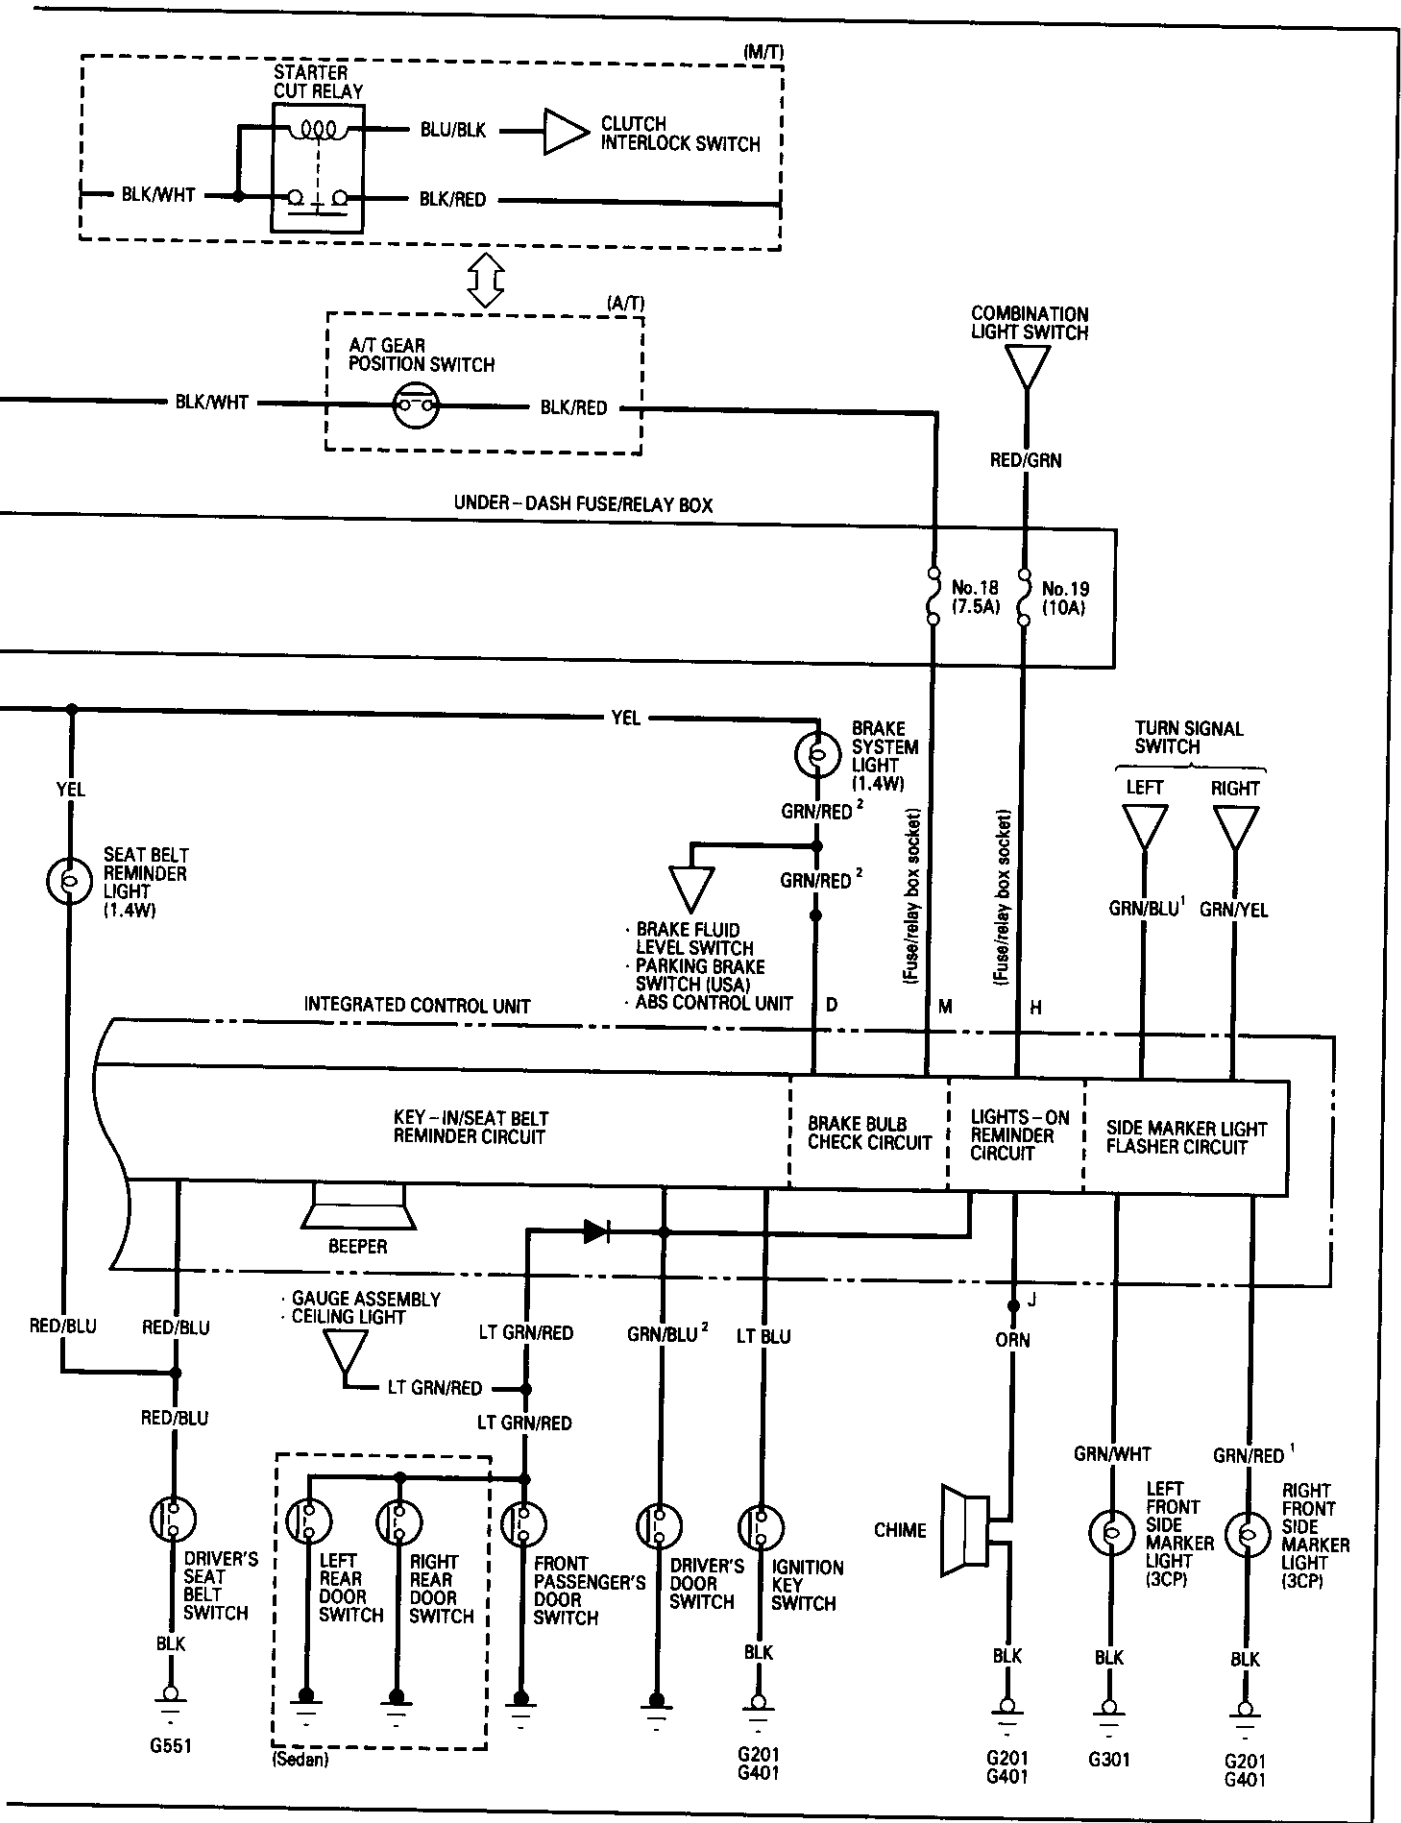 (M/T)
STARTER
CUT RELAY
BLU/BLK
CLUTCH
INTERLOCK SWITCH
BLK/WHT
BLK/RED
(A/T)
A/T GEAR
POSITION SWITCH
BLK/WHT
BLK/RED
COMBINATION
LIGHT SWITCH
RED/GRN
UNDER-DASH FUSE/RELAY BOX
No.18
(7.5A)
No.19
(10A)
YEL
YEL
BRAKE
SYSTEM
LIGHT
(1.4W)
TURN SIGNAL
SWITCH
LEFT
RIGHT
GRN/RED 2
GRN/RED 2
SEAT BELT
REMINDER
LIGHT
(1.4W)
(Fuse/relay box socket)
(Fuse/relay box socket)
GRN/BLU 1
GRN/YEL
· BRAKE FLUID
LEVEL SWITCH
· PARKING BRAKE
SWITCH (USA)
· ABS CONTROL UNIT
D
M
H
INTEGRATED CONTROL UNIT
KEY-IN/SEAT BELT
REMINDER CIRCUIT
BRAKE BULB
CHECK CIRCUIT
LIGHTS-ON
REMINDER
CIRCUIT
SIDE MARKER LIGHT
FLASHER CIRCUIT
BEEPER
· GAUGE ASSEMBLY
· CEILING LIGHT
J
RED/BLU
RED/BLU
LT GRN/RED
GRN/BLU 2
LT BLU
ORN
LT GRN/RED
RED/BLU
LT GRN/RED
GRN/WHT
GRN/RED 1
CHIME
LEFT
FRONT
SIDE
MARKER
LIGHT
(3CP)
RIGHT
FRONT
SIDE
MARKER
LIGHT
(3CP)
DRIVER'S
SEAT
BELT
SWITCH
LEFT
REAR
DOOR
SWITCH
RIGHT
REAR
DOOR
SWITCH
FRONT
PASSENGER'S
DOOR
SWITCH
DRIVER'S
DOOR
SWITCH
IGNITION
KEY
SWITCH
BLK
BLK
BLK
BLK
BLK
G551
(Sedan)
G201
G401
G201
G401
G301
G201
G401